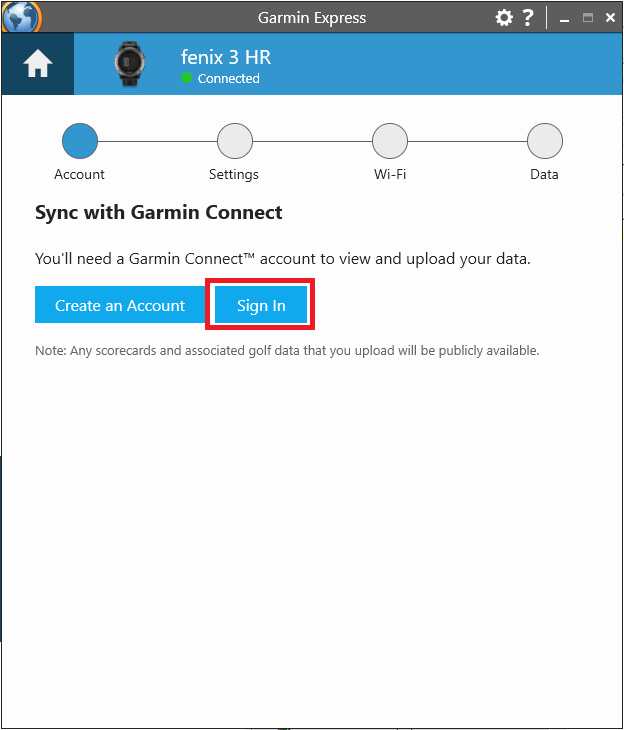 Garmin Express
?
fenix 3 HR
Connected
Account
Settings
Wi-Fi
Data
Sync with Garmin Connect
You'll need a Garmin Connect™ account to view and upload your data.
Create an Account
Sign In
Note: Any scorecards and associated golf data that you upload will be publicly available.